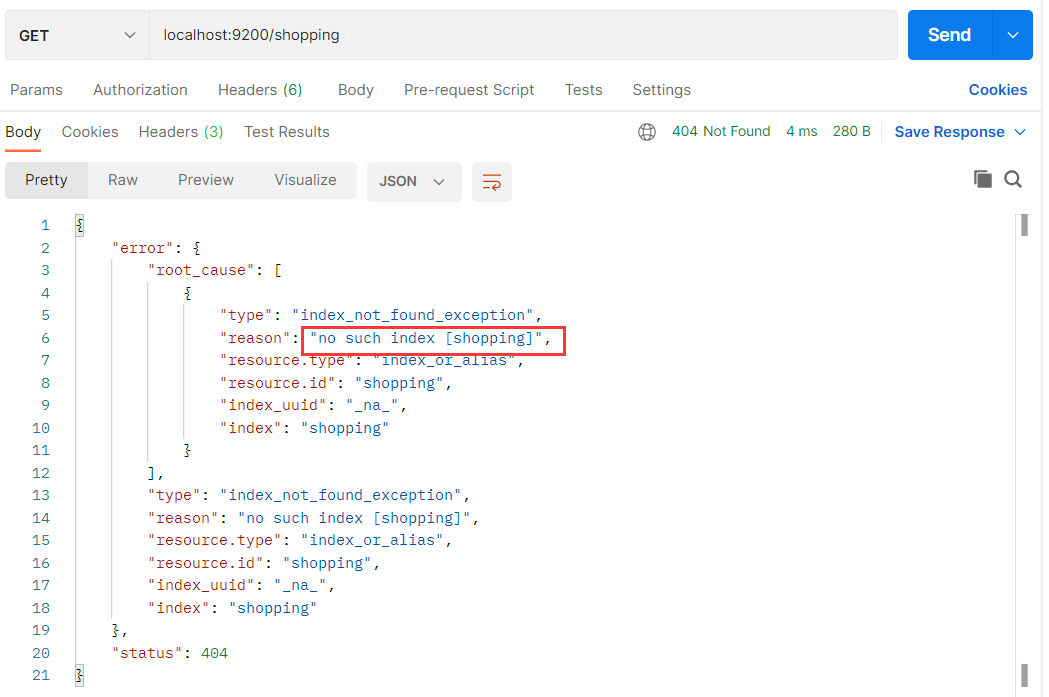 GET localhost:9200/shopping Send
Params Authorization Headers (6) Body Pre-request Script Tests Settings Cookies
Body Cookies Headers (3) Test Results 404 Not Found 4 ms 280 B Save Response
Pretty Raw Preview Visualize JSON
1 {
2 "error": {
3 "root_cause": [
4 {
5 "type": "index_not_found_exception",
6 "reason": "no such index [shopping]",
7 "resource.type": "index_or_alias",
8 "resource.id": "shopping",
9 "index_uuid": "_na_",
10 "index": "shopping"
11 }
12 ],
13 "type": "index_not_found_exception",
14 "reason": "no such index [shopping]",
15 "resource.type": "index_or_alias",
16 "resource.id": "shopping",
17 "index_uuid": "_na_",
18 "index": "shopping"
19 },
20 "status": 404
21 }